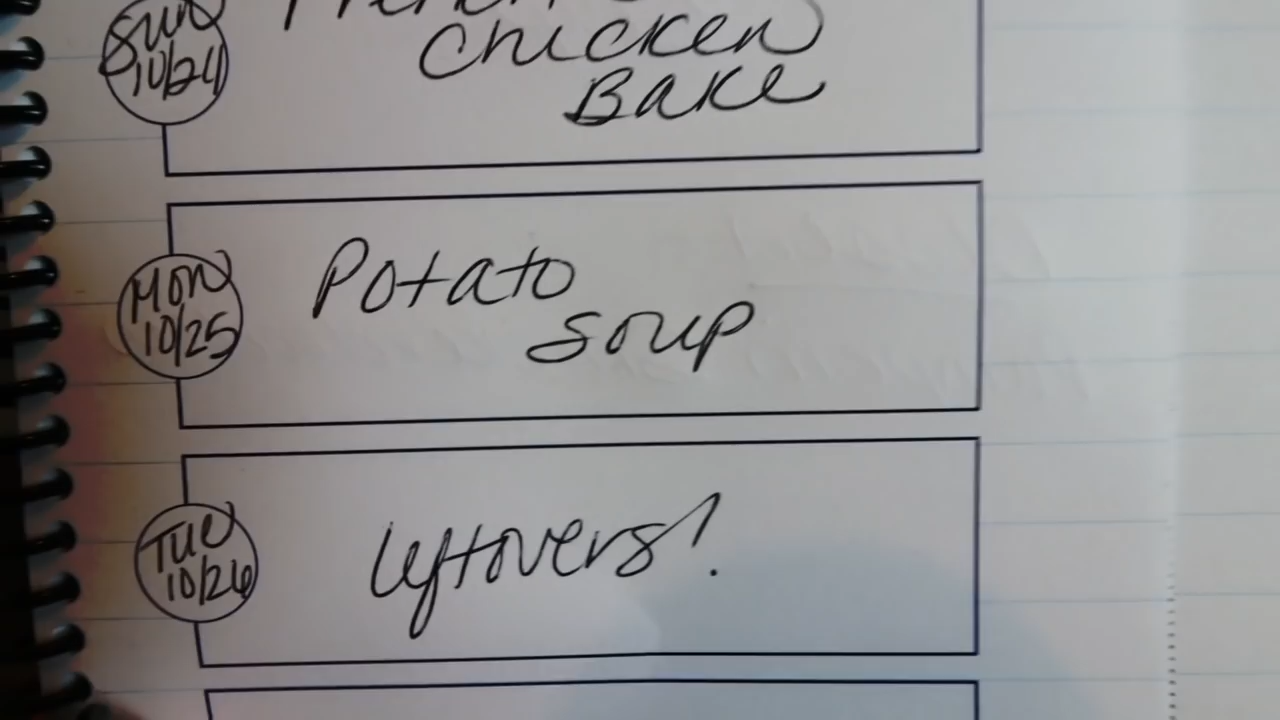 SUN
10/24
Chicken
Bake
MON
10/25
Potato
soup
TUE
10/26
Leftovers!